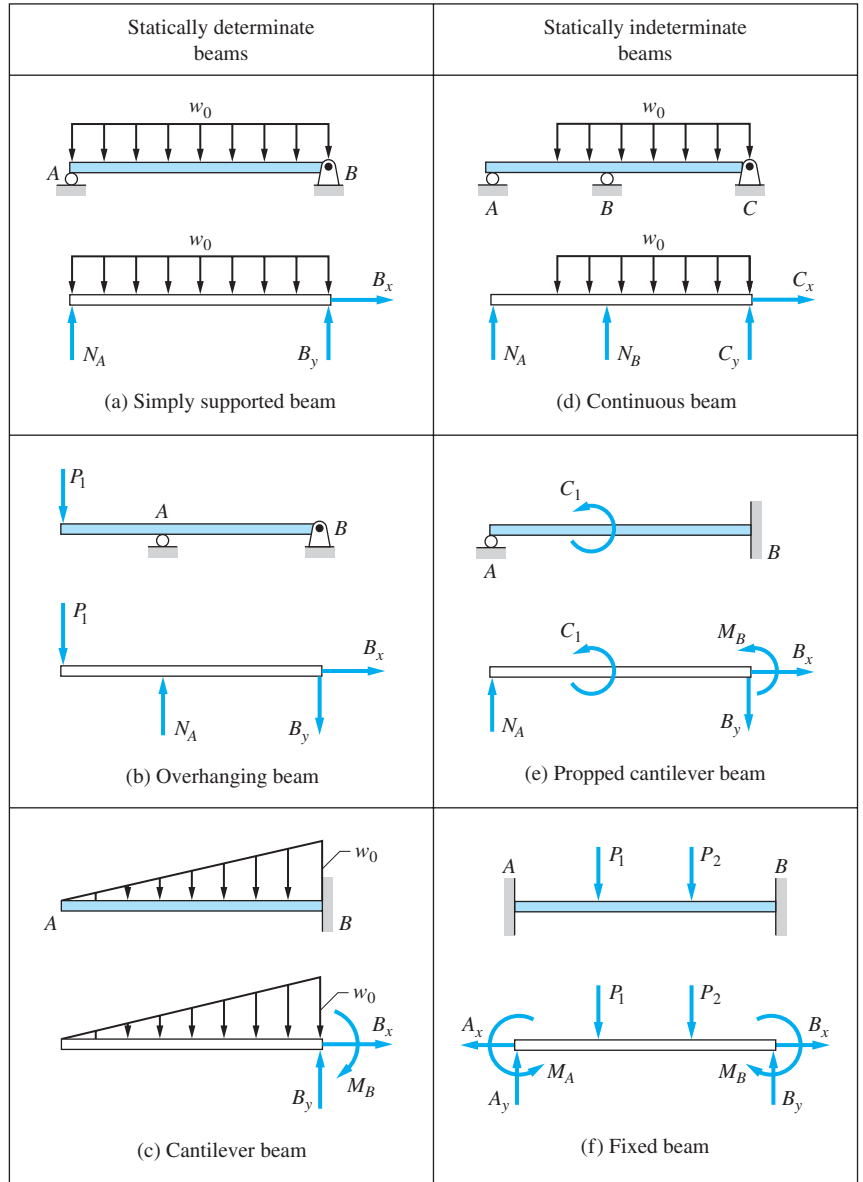 Statically determinate
beams
Statically indeterminate
beams
w0
A
B
w0
Bx
NA
By
(a) Simply supported beam
w0
A
B
C
w0
Cx
NA
NB
Cy
(d) Continuous beam
P1
A
B
P1
Bx
NA
By
(b) Overhanging beam
C1
A
B
C1
MB
Bx
NA
By
(e) Propped cantilever beam
w0
A
B
w0
Bx
MB
By
(c) Cantilever beam
A
P1
P2
B
P1
P2
Ax
Bx
MA
MB
Ay
By
(f) Fixed beam